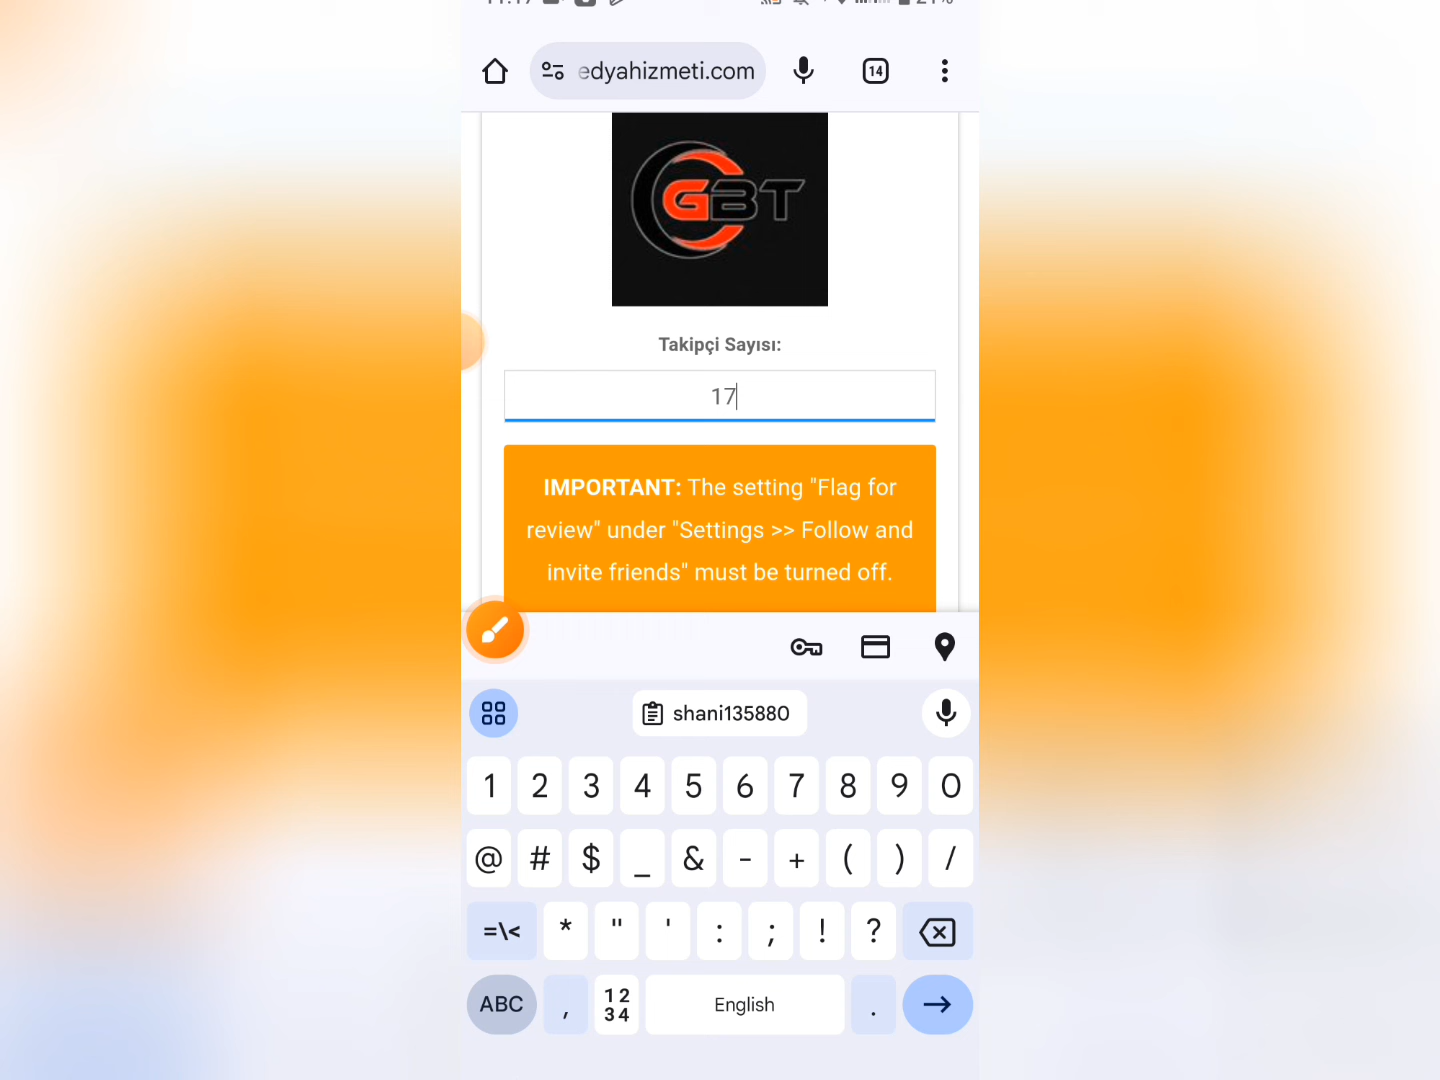 edyahizmeti.com
14
GBT
Takipçi Sayısı:
17
IMPORTANT: The setting "Flag for
review" under "Settings >> Follow and
invite friends" must be turned off.
shani135880
1 2 3 4 5 6 7 8 9 0
@ # $ _ & - + ( ) /
=\< * " ' : ; ! ?
ABC , 12 34 English .